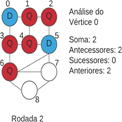 0 1 2
D Q Q
Análise do
Vértice 0
3 4 5
Q Q D
Soma: 2
Antecessores: 2
Sucessores: 0
Anteriores: 2
6 7
Q
8
Rodada 2